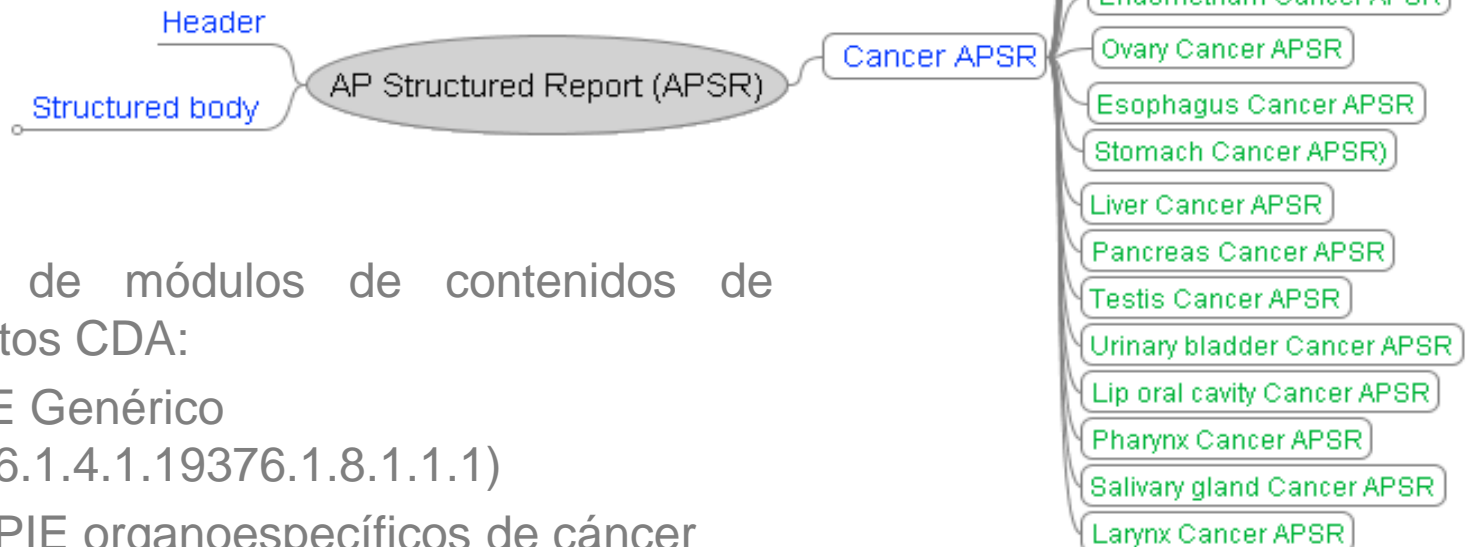 Header
Structured body
AP Structured Report (APSR)
Cancer APSR
Endometrium Cancer APSR
Ovary Cancer APSR
Esophagus Cancer APSR
Stomach Cancer APSR)
Liver Cancer APSR
Pancreas Cancer APSR
Testis Cancer APSR
Urinary bladder Cancer APSR
Lip oral cavity Cancer APSR
Pharynx Cancer APSR
Salivary gland Cancer APSR
Larynx Cancer APSR
de módulos de contenidos de
tos CDA:
E Genérico
6.1.4.1.19376.1.8.1.1.1)
PIE organoespecíficos de cáncer